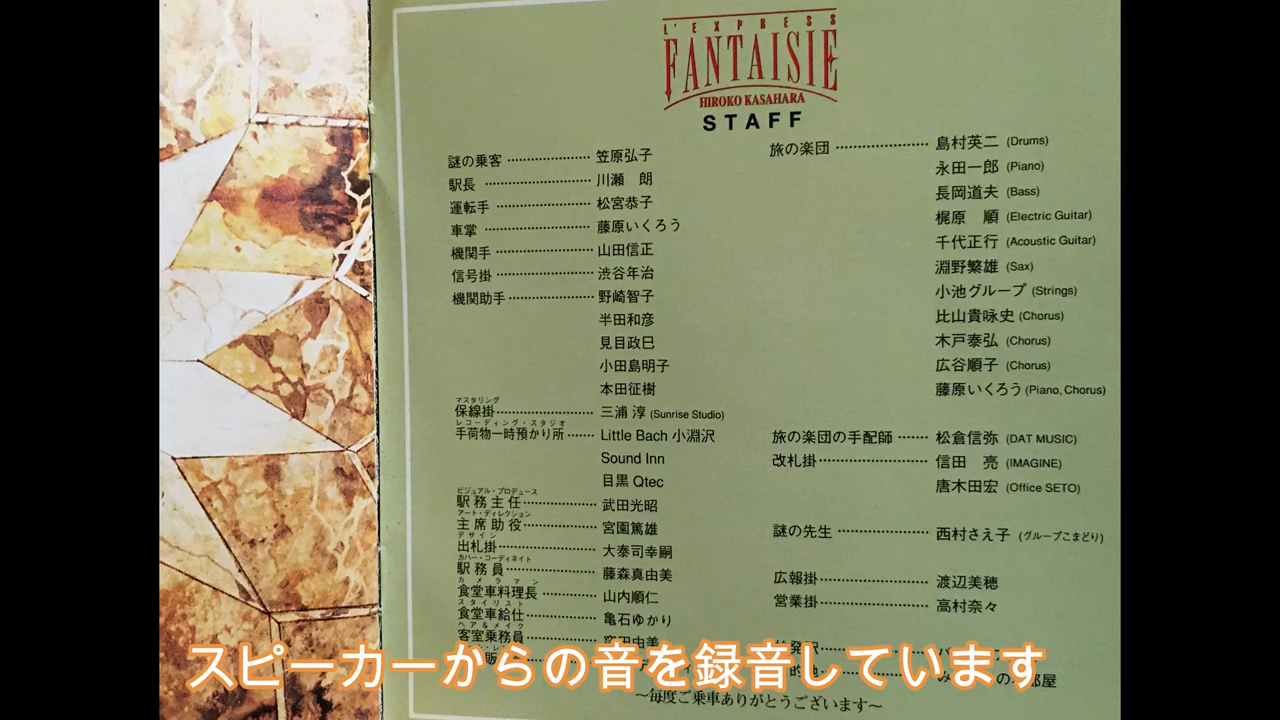 L'EXPRESS
FANTAISIE
HIROKO KASAHARA
STAFF
謎の乗客 笠原弘子
駅長 川瀬 朗
運転手 松宮恭子
車掌 藤原いくろう
機関手 山田信正
信号掛 渋谷年治
機関助手 野崎智子
半田和彦
見目政巳
小田島明子
本田征樹
マスタリング
保線掛 三浦 淳 (Sunrise Studio)
レコーディング・スタジオ
手荷物一時預かり所 Little Bach 小淵沢
Sound Inn
目黒 Qtec
ビジュアル・プロデュース
駅務主任 武田光昭
アート・ディレクション
主席助役 宮園篤雄
デザイン
出札掛 大泰司幸嗣
カバー・コーディネイト
駅務員 藤森真由美
カメラマン
食堂車料理長 山内順仁
スタイリスト
食堂車給仕 亀石ゆかり
ヘア&メイク
客室乗務員
旅の楽団 島村英二 (Drums)
永田一郎 (Piano)
長岡道夫 (Bass)
梶原 順 (Electric Guitar)
千代正行 (Acoustic Guitar)
淵野繁雄 (Sax)
小池グループ (Strings)
比山貴咏史 (Chorus)
木戸泰弘 (Chorus)
広谷順子 (Chorus)
藤原いくろう (Piano, Chorus)
旅の楽団の手配師 松倉信弥 (DAT MUSIC)
改札掛 信田 亮 (IMAGINE)
唐木田宏 (Office SETO)
謎の先生 西村さえ子 (グループこまどり)
広報掛 渡辺美穂
営業掛 高村奈々
スピーカーからの音を録音しています
~毎度ご乗車ありがとうございます~